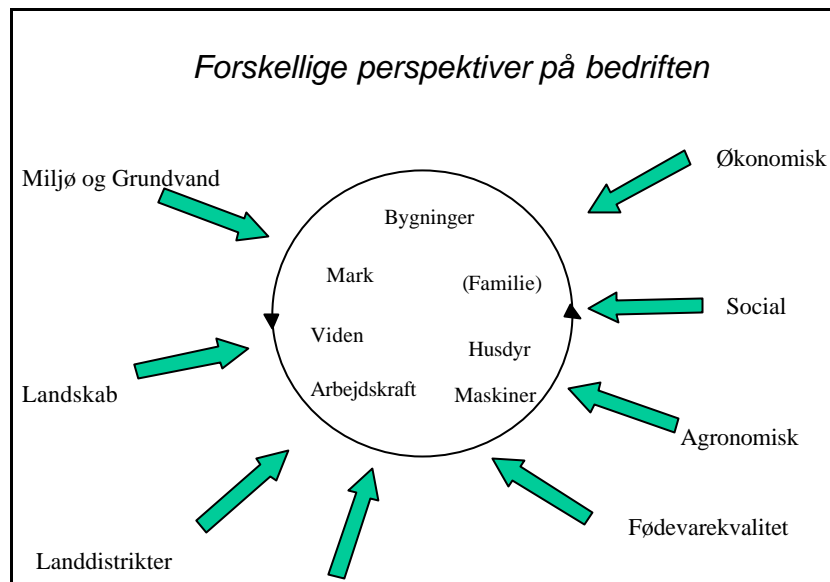 Forskellige perspektiver på bedriften
Miljø og Grundvand
Økonomisk
Bygninger
Mark
(Familie)
Social
Viden
Husdyr
Landskab
Arbejdskraft
Maskiner
Agronomisk
Landdistrikter
Fødevarekvalitet